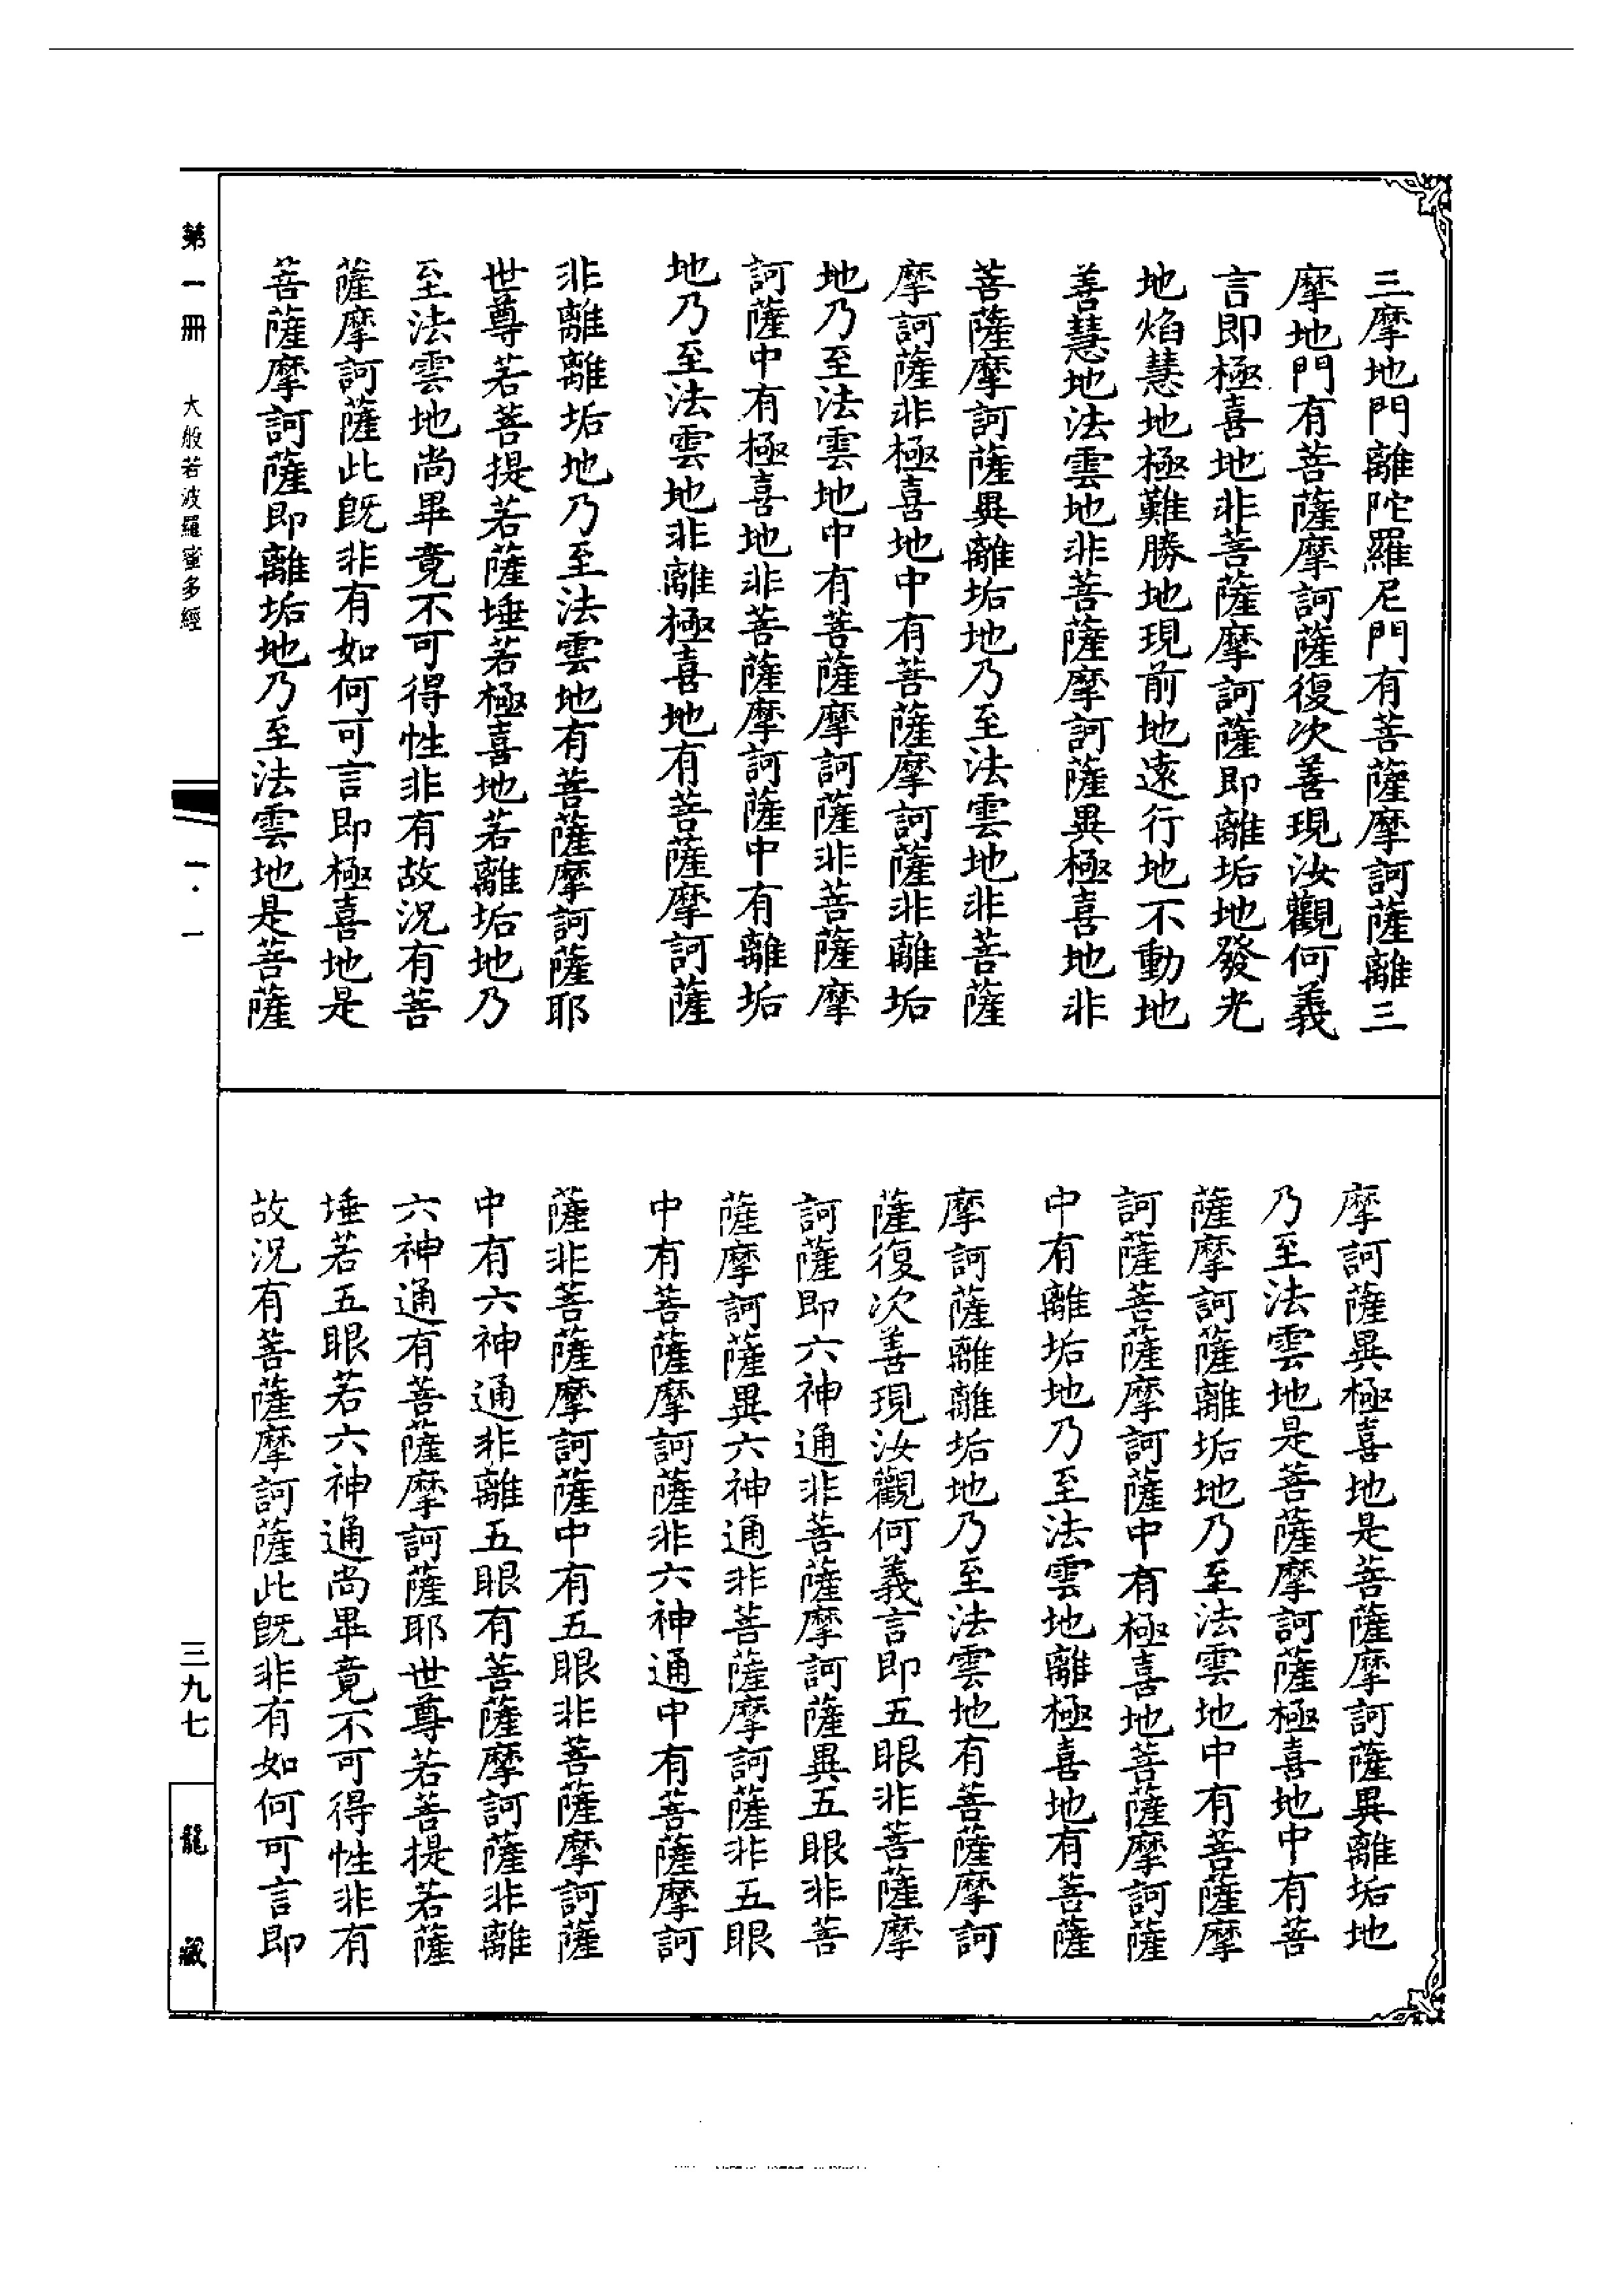 三摩地門離陀羅尼門有菩薩摩訶薩離三
摩地門有菩薩摩訶薩復次善現汝觀何義
言即極喜地非菩薩摩訶薩即離垢地發光
地焰慧地極難勝地現前地遠行地不動地
善慧地法雲地非菩薩摩訶薩異極喜地非
菩薩摩訶薩異離垢地乃至法雲地非菩薩
摩訶薩非極喜地中有菩薩摩訶薩非離垢
地乃至法雲地中有菩薩摩訶薩非菩薩摩
訶薩中有極喜地非菩薩摩訶薩中有離垢
地乃至法雲地非離極喜地有菩薩摩訶薩
非離離垢地乃至法雲地有菩薩摩訶薩耶
世尊若菩提若薩埵若極喜地若離垢地乃
至法雲地尚畢竟不可得性非有故況有菩
薩摩訶薩此既非有如何可言即極喜地是
菩薩摩訶薩即離垢地乃至法雲地是菩薩
摩訶薩異極喜地是菩薩摩訶薩異離垢地
乃至法雲地是菩薩摩訶薩極喜地中有菩
薩摩訶薩離垢地乃至法雲地中有菩薩摩
訶薩菩薩摩訶薩中有極喜地菩薩摩訶薩
中有離垢地乃至法雲地離極喜地有菩薩
摩訶薩離離垢地乃至法雲地有菩薩摩訶
薩復次善現汝觀何義言即五眼非菩薩摩
訶薩即六神通非菩薩摩訶薩異五眼非菩
薩摩訶薩異六神通非菩薩摩訶薩非五眼
中有菩薩摩訶薩非六神通中有菩薩摩訶
薩非菩薩摩訶薩中有五眼非菩薩摩訶薩
中有六神通非離五眼有菩薩摩訶薩非離
六神通有菩薩摩訶薩耶世尊若菩提若薩
埵若五眼若六神通尚畢竟不可得性非有
故況有菩薩摩訶薩此既非有如何可言即
第一冊 大般若波羅蜜多經 一·一 三九七 龍藏